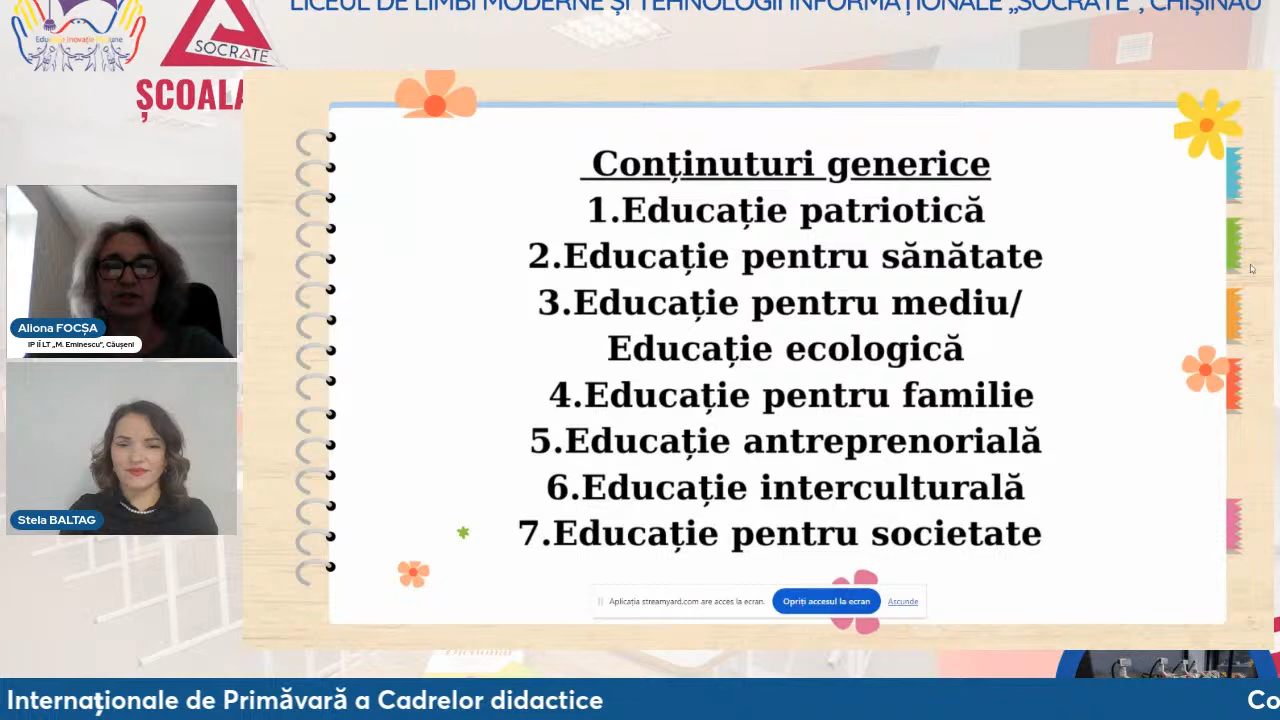 LICEUL DE LIMBI MODERNE ȘI TEHNOLOGII INFORMAȚIONALE „SOCRATE”, CHIȘINĂU
SOCRATE
ȘCOALA
Conținuturi generice
1.Educație patriotică
2.Educație pentru sănătate
3.Educație pentru mediu/
Educație ecologică
4.Educație pentru familie
5.Educație antreprenorială
6.Educație interculturală
7.Educație pentru societate
Aliona FOCȘA
IP ÎI LT „M. Eminescu”, Căușeni
Stela BALTAG
Aplicația streamyard.com are acces la ecran.
Opriți accesul la ecran
Ascunde
Internaționale de Primăvară a Cadrelor didactice
Co